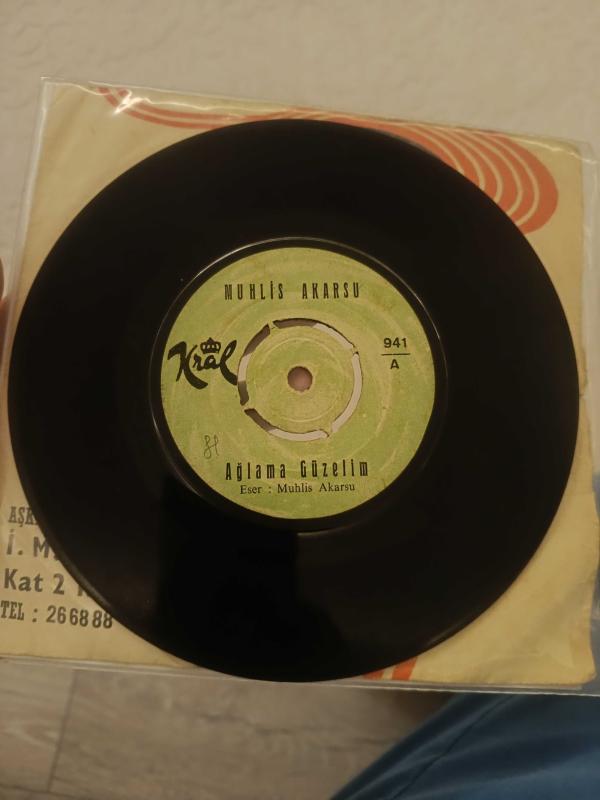 MUHLİS AKARSU
Kral
941
A
Ağlama Güzelim
Eser : Muhlis Akarsu
Kat 2
TEL : 266888